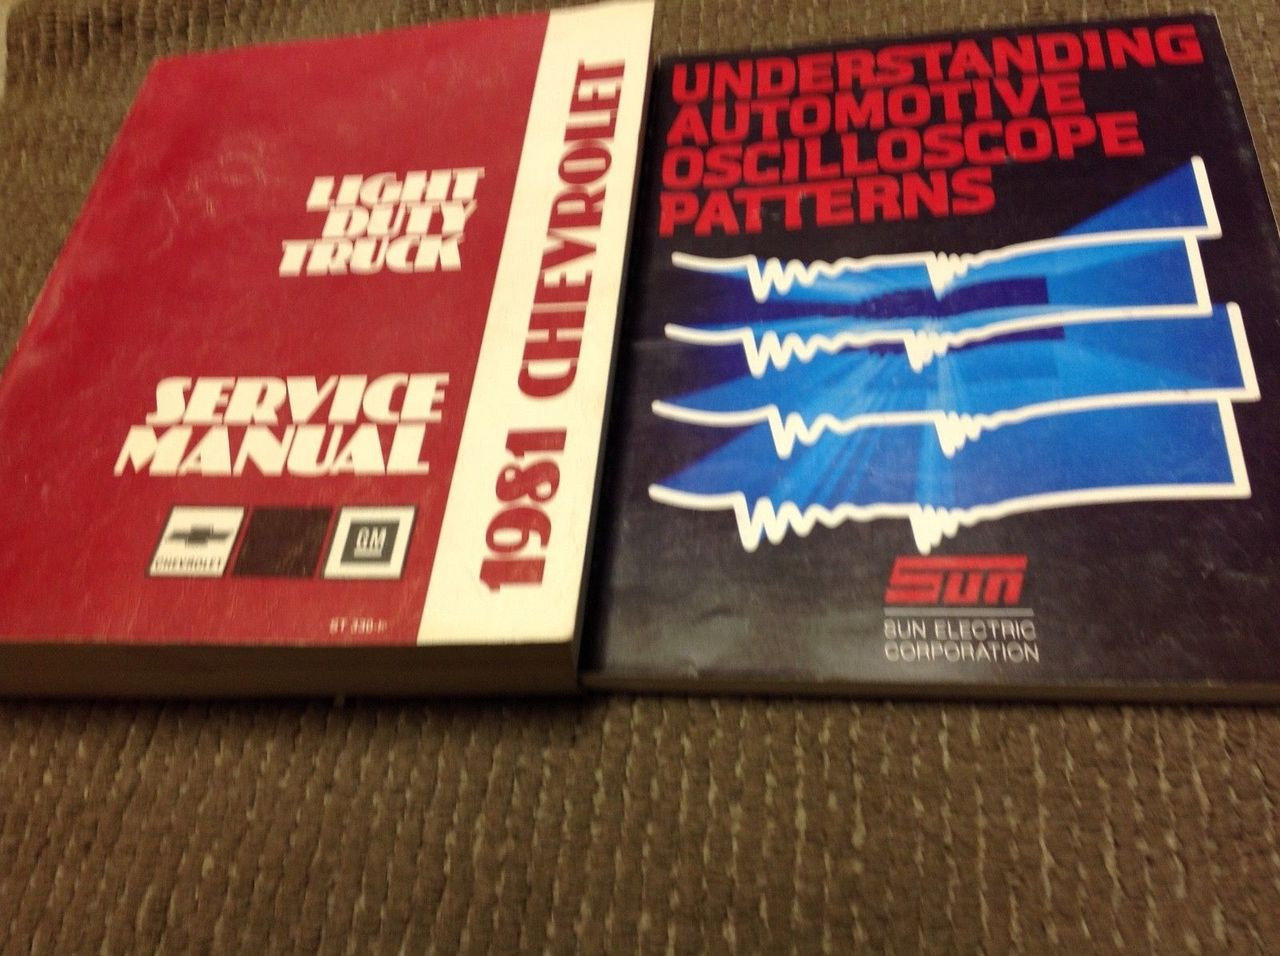 LIGHT
DUTY
TRUCK
SERVICE
MANUAL
CHEVROLET
GM
1981 CHEVROLET
UNDERSTANDING
AUTOMOTIVE
OSCILLOSCOPE
PATTERNS
Sun
SUN ELECTRIC
CORPORATION